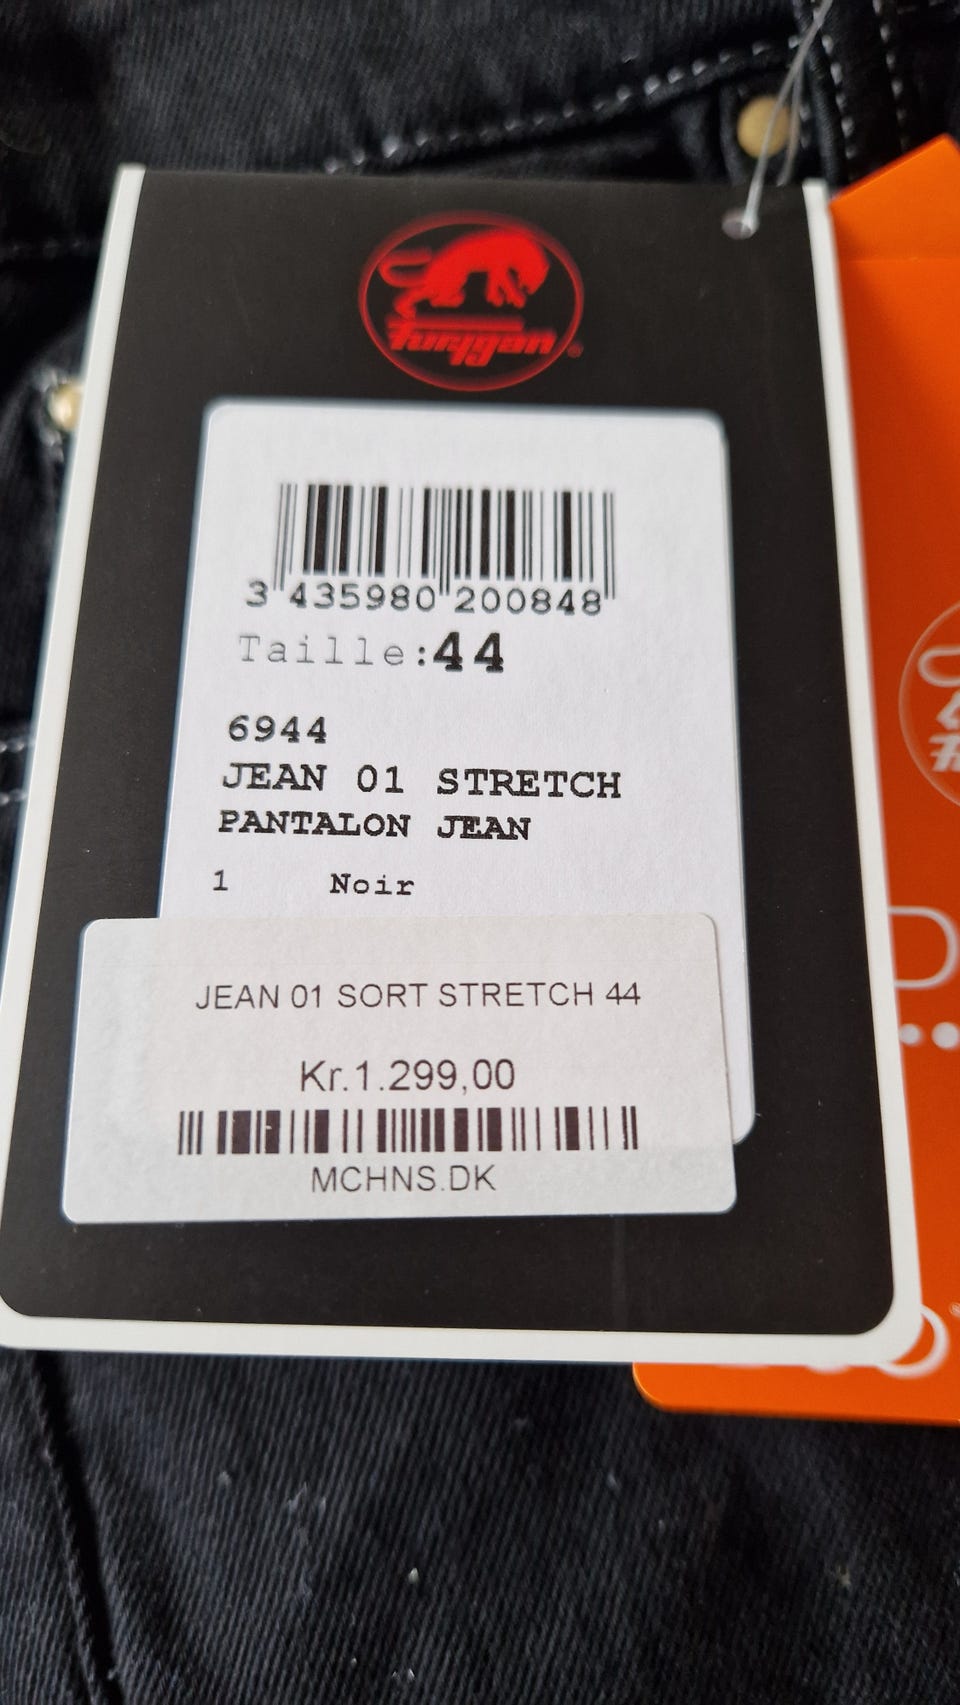 Furygan®
3 435980 200848
Taille:44
6944
JEAN 01 STRETCH
PANTALON JEAN
1 Noir
JEAN 01 SORT STRETCH 44
Kr.1.299,00
MCHNS.DK